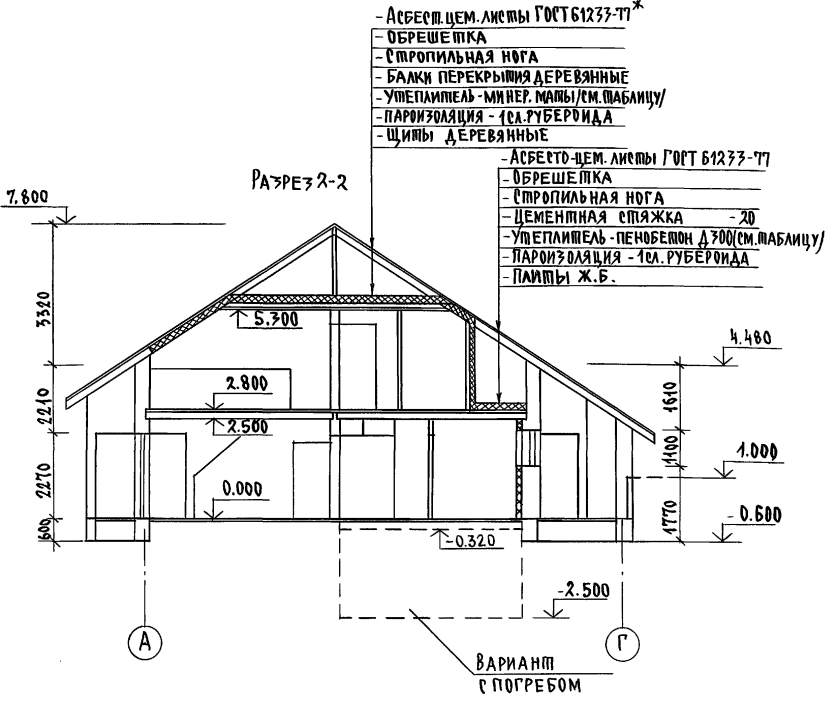 - Асбест.цем.листы ГОСТ Б1233-77*
- Обрешетка
- Стропильная нога
- Балки перекрытия деревянные
- Утеплитель-минер.маты/см.таблицу/
- Пароизоляция - 1сл.рубероида
- Щиты деревянные
- Асбесто-цем.листы ГОСТ Б1233-77
- Обрешетка
- Стропильная нога
- Цементная стяжка - 20
- Утеплитель-пенобетон Д300(см.таблицу/
- Пароизоляция - 1сл.рубероида
- Плиты Ж.Б.
Разрез 2-2
7.800
3320
5.300
4.480
2210
2.800
1610
2.500
1100
1.000
2270
0.000
1770
-0.600
600
-0.320
-2.500
А
Г
Вариант
с погребом